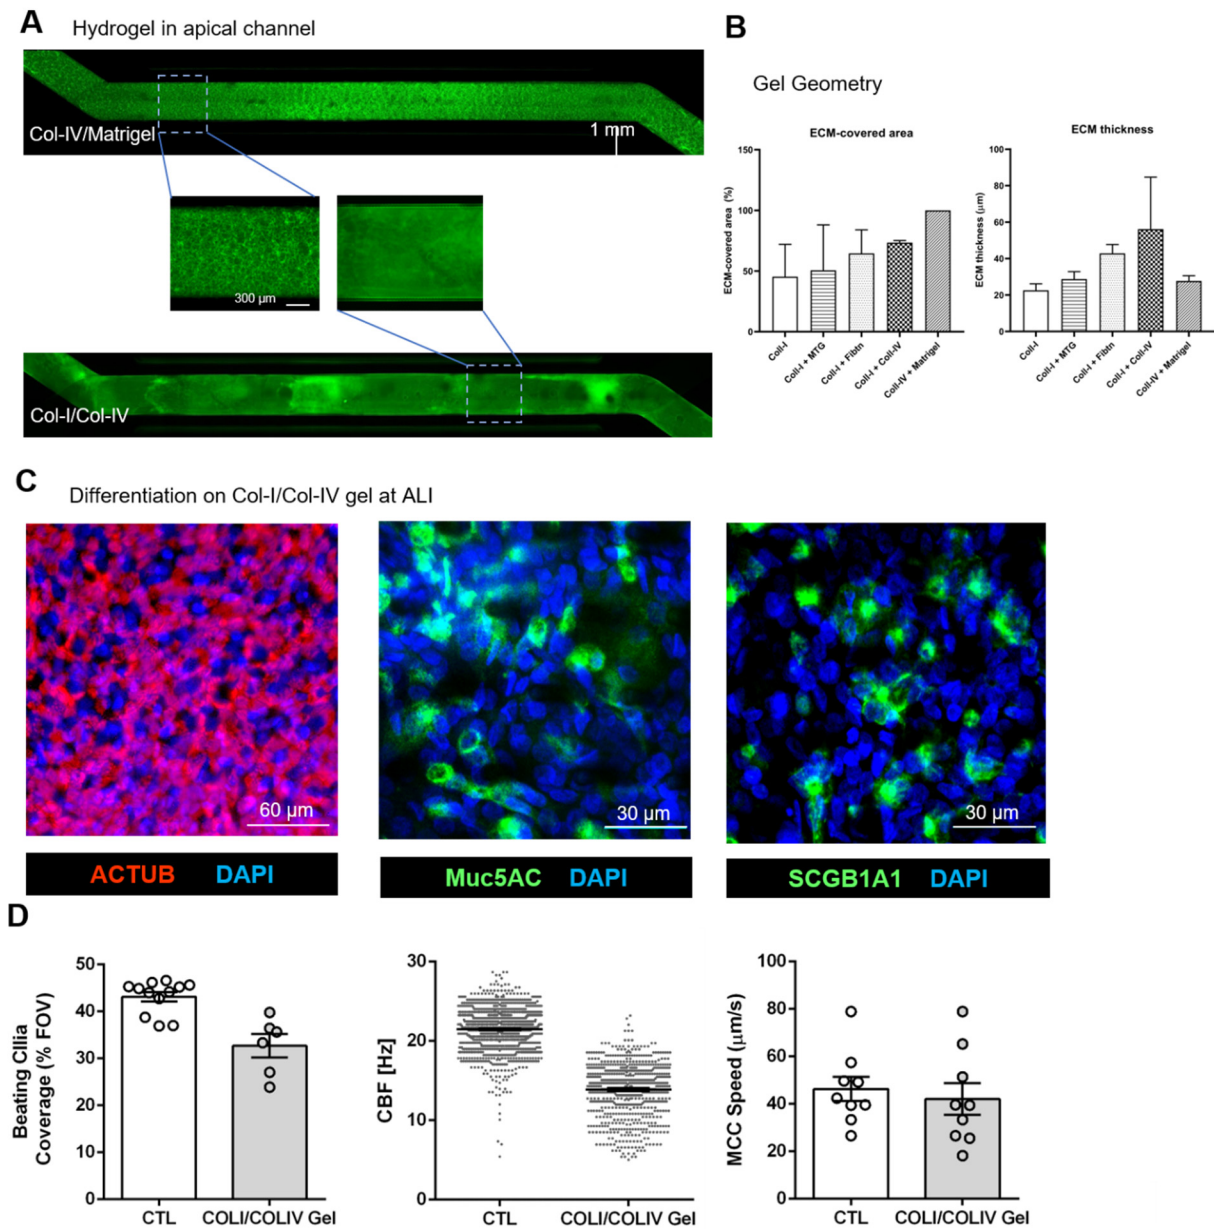 A
Hydrogel in apical channel
Col-IV/Matrigel
1 mm
300 µm
Col-I/Col-IV
B
Gel Geometry
ECM-covered area
ECM-covered area (%)
150
100
50
0
Coll-I
Coll-I + MTG
Coll-I + Fibtn
Coll-I + Coll-IV
Coll-IV + Matrigel
ECM thickness
ECM thickness (µm)
100
80
60
40
20
0
Coll-I
Coll-I + MTG
Coll-I + Fibtn
Coll-I + Coll-IV
Coll-IV + Matrigel
C
Differentiation on Col-I/Col-IV gel at ALI
60 µm
30 µm
30 µm
ACTUB DAPI
Muc5AC DAPI
SCGB1A1 DAPI
D
Beating Cilia
Coverage (% FOV)
50
40
30
20
10
0
CTL COLI/COLIV Gel
CBF [Hz]
30
20
10
0
CTL COLI/COLIV Gel
MCC Speed (µm/s)
100
80
60
40
20
0
CTL COLI/COLIV Gel